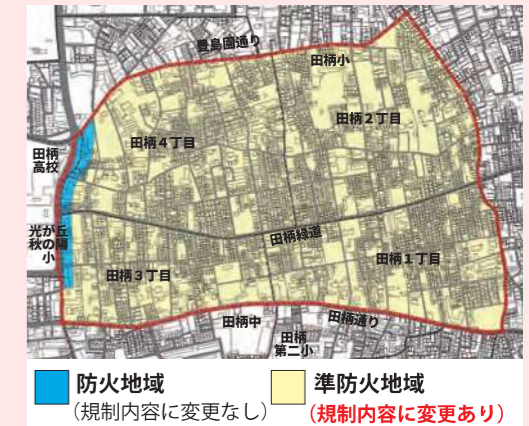 豊島園通り
田柄小
田柄2丁目
田柄4丁目
田柄
高校
光が丘
秋の陽
小
田柄緑道
田柄3丁目
田柄1丁目
田柄中
田柄通り
田柄
第二小
防火地域
(規制内容に変更なし)
準防火地域
(規制内容に変更あり)